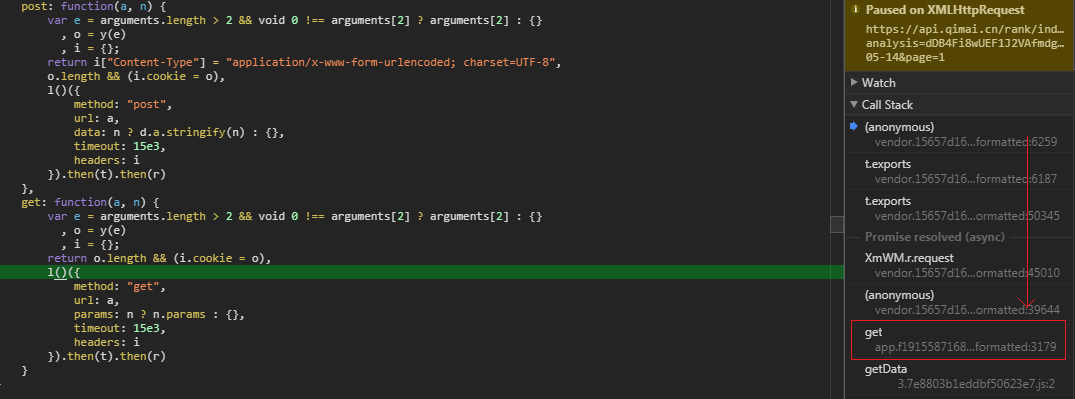 post: function(a, n) {
var e = arguments.length > 2 && void 0 !== arguments[2] ? arguments[2] : {}
, o = y(e)
, i = {};
return i["Content-Type"] = "application/x-www-form-urlencoded; charset=UTF-8",
o.length && (i.cookie = o),
l()({
method: "post",
url: a,
data: n ? d.a.stringify(n) : {},
timeout: 15e3,
headers: i
}).then(t).then(r)
},
get: function(a, n) {
var e = arguments.length > 2 && void 0 !== arguments[2] ? arguments[2] : {}
, o = y(e)
, i = {};
return o.length && (i.cookie = o),
l()({
method: "get",
url: a,
params: n ? n.params : {},
timeout: 15e3,
headers: i
}).then(t).then(r)
}
Paused on XMLHttpRequest
https://api.qimai.cn/rank/ind…
analysis=dDB4Fi8wUEF1J2VAfmdg…
05-14&page=1
Watch
Call Stack
(anonymous)
vendor.15657d16…formatted:6259
t.exports
vendor.15657d16…formatted:6187
t.exports
vendor.15657d16…ormatted:50345
Promise resolved (async)
XmWM.r.request
vendor.15657d16…ormatted:45010
(anonymous)
vendor.15657d16…ormatted:39644
get
app.f1915587168…formatted:3179
getData
3.7e8803b1eddbf50623e7.js:2